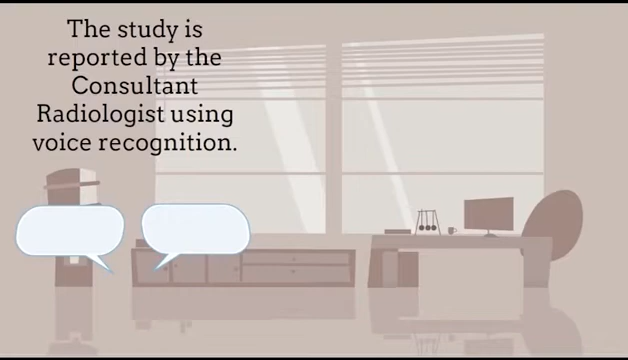 The study is
reported by the
Consultant
Radiologist using
voice recognition.